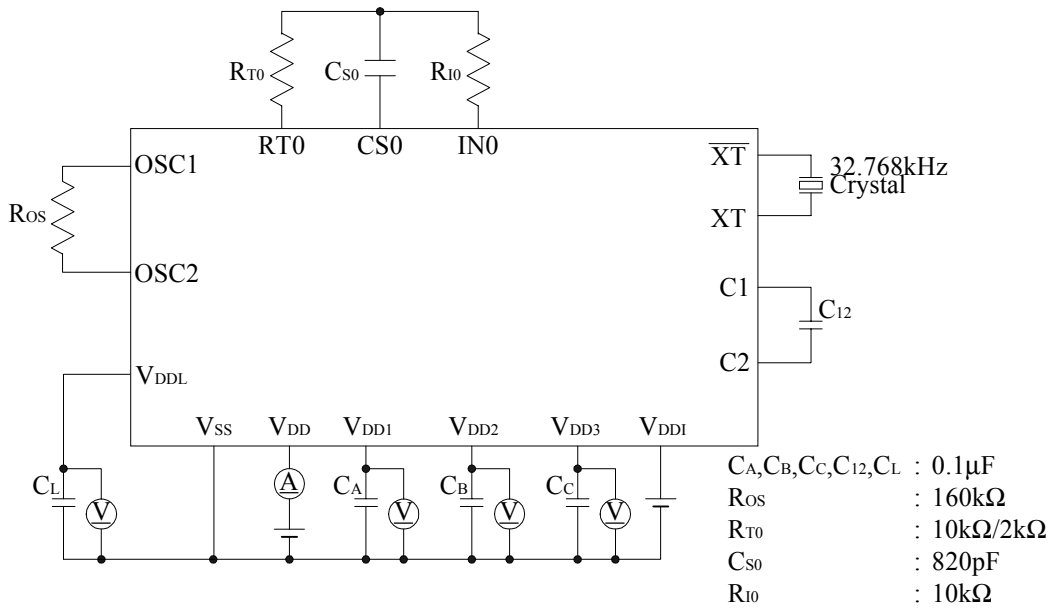 RT0 CS0 RI0
RT0 CS0 IN0
OSC1
ROS
OSC2
XT
32.768kHz
Crystal
XT
C1
C12
C2
VDDL
VSS VDD VDD1 VDD2 VDD3 VDDI
CL V A CA V CB V CC V
CA,CB,CC,C12,CL : 0.1μF
ROS : 160kΩ
RT0 : 10kΩ/2kΩ
CS0 : 820pF
RI0 : 10kΩ